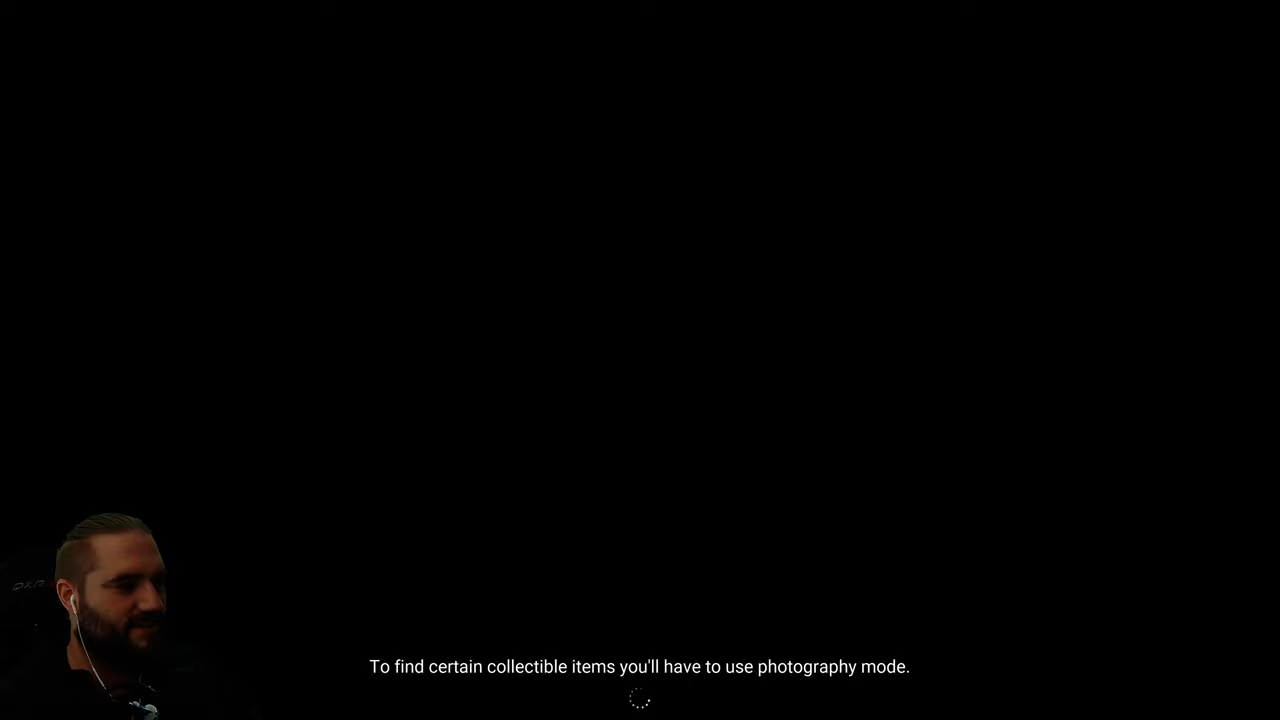 To find certain collectible items you'll have to use photography mode.